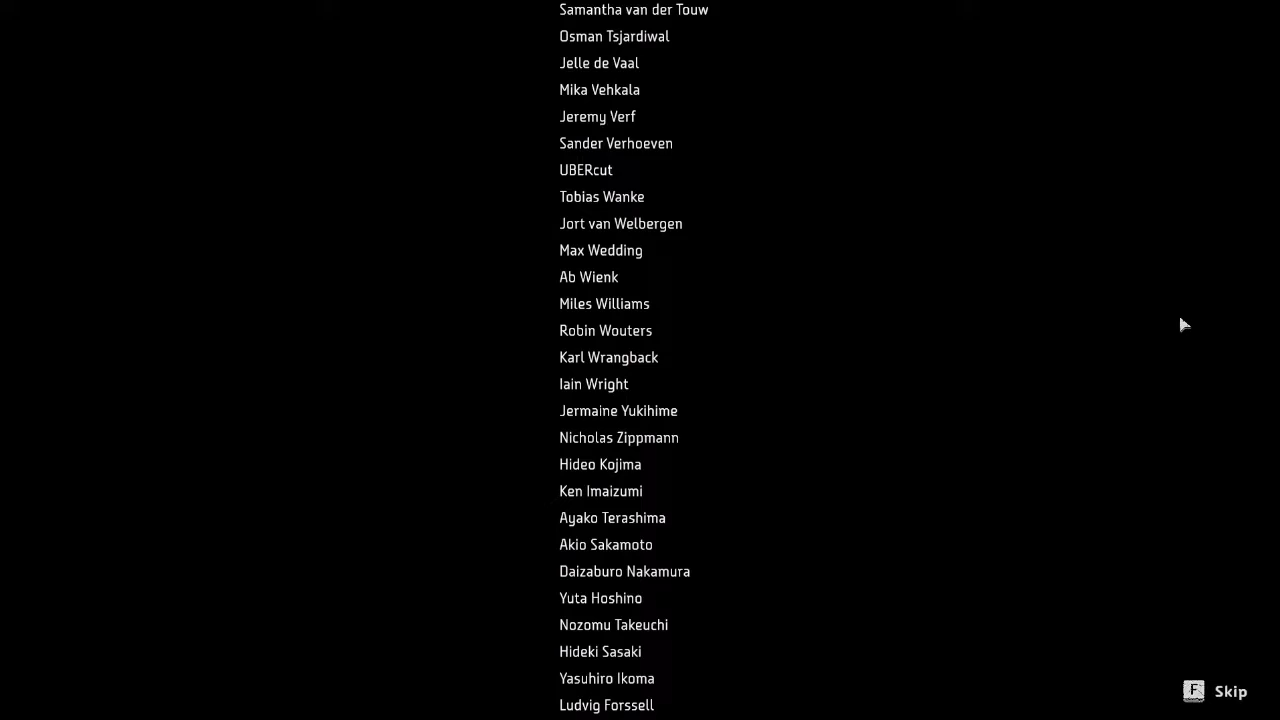 Samantha van der Touw
Osman Tsjardiwal
Jelle de Vaal
Mika Vehkala
Jeremy Verf
Sander Verhoeven
UBERcut
Tobias Wanke
Jort van Welbergen
Max Wedding
Ab Wienk
Miles Williams
Robin Wouters
Karl Wrangback
Iain Wright
Jermaine Yukihime
Nicholas Zippmann
Hideo Kojima
Ken Imaizumi
Ayako Terashima
Akio Sakamoto
Daizaburo Nakamura
Yuta Hoshino
Nozomu Takeuchi
Hideki Sasaki
Yasuhiro Ikoma
Ludvig Forssell
F Skip